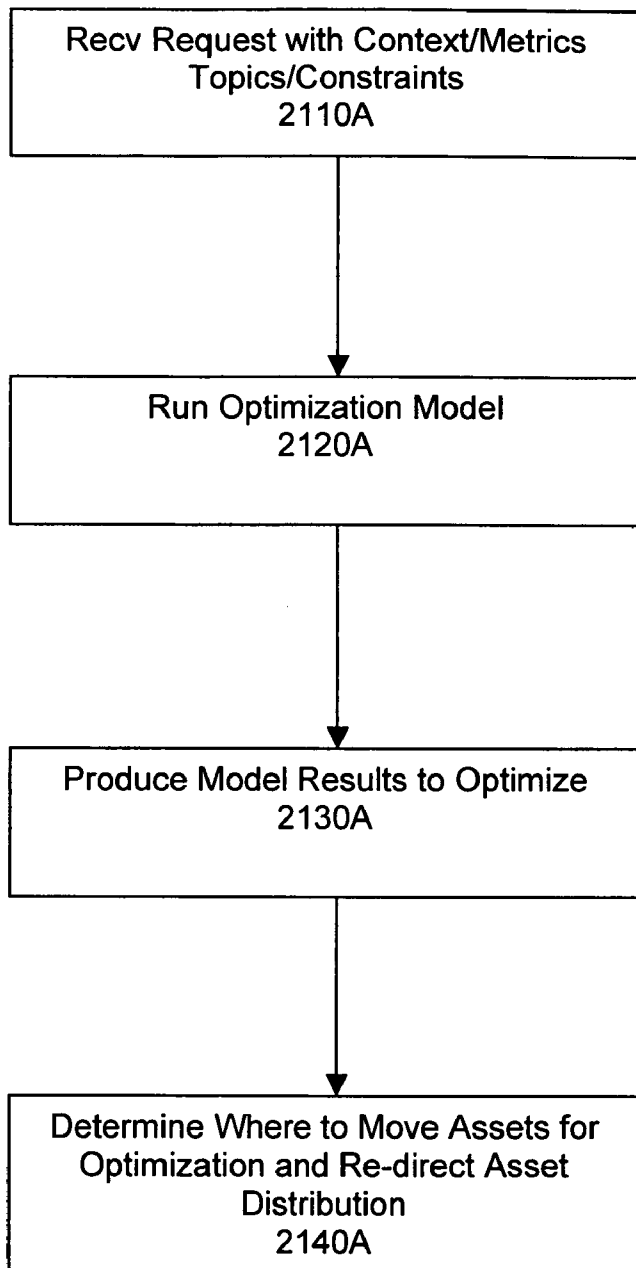 Recv Request with Context/Metrics
Topics/Constraints
2110A
Run Optimization Model
2120A
Produce Model Results to Optimize
2130A
Determine Where to Move Assets for
Optimization and Re-direct Asset
Distribution
2140A